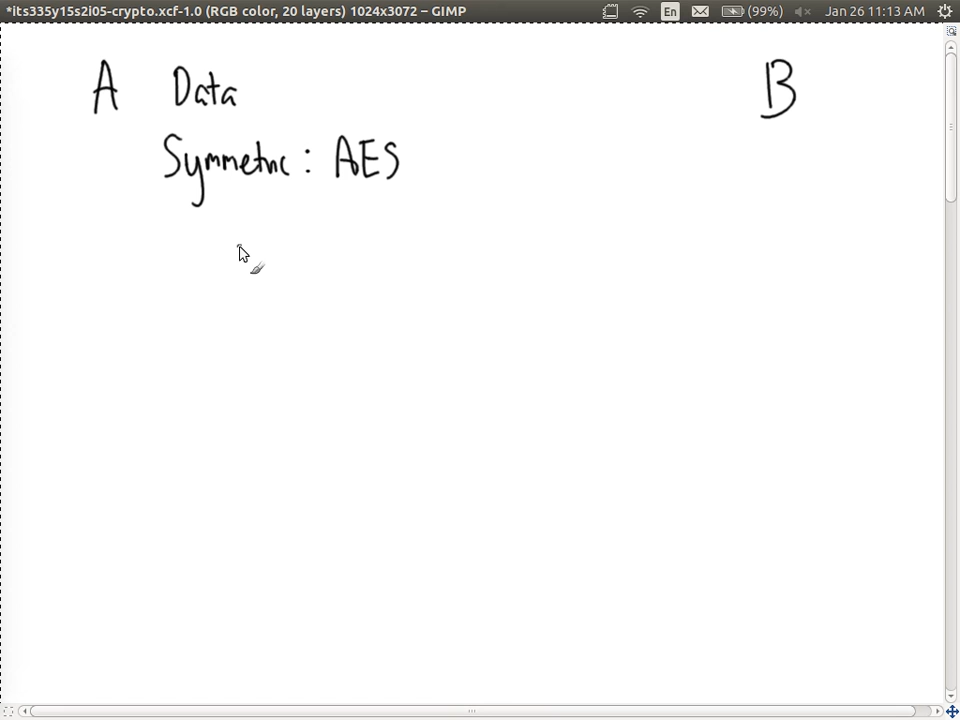 *its335y15s2i05-crypto.xcf-1.0 (RGB color, 20 layers) 1024x3072 – GIMP En (99%) Jan 26 11:13 AM
A Data B
Symmetric : AES